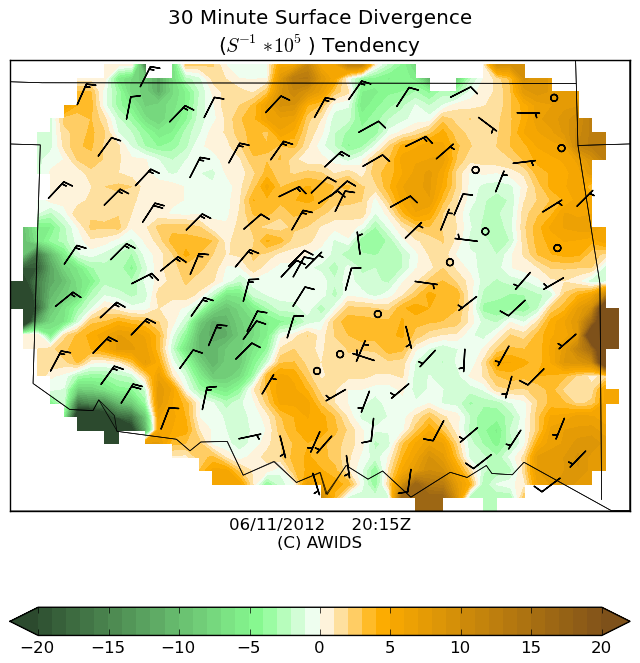 30 Minute Surface Divergence
(S⁻¹ *10⁵ ) Tendency
06/11/2012 20:15Z
(C) AWIDS
−20 −15 −10 −5 0 5 10 15 20